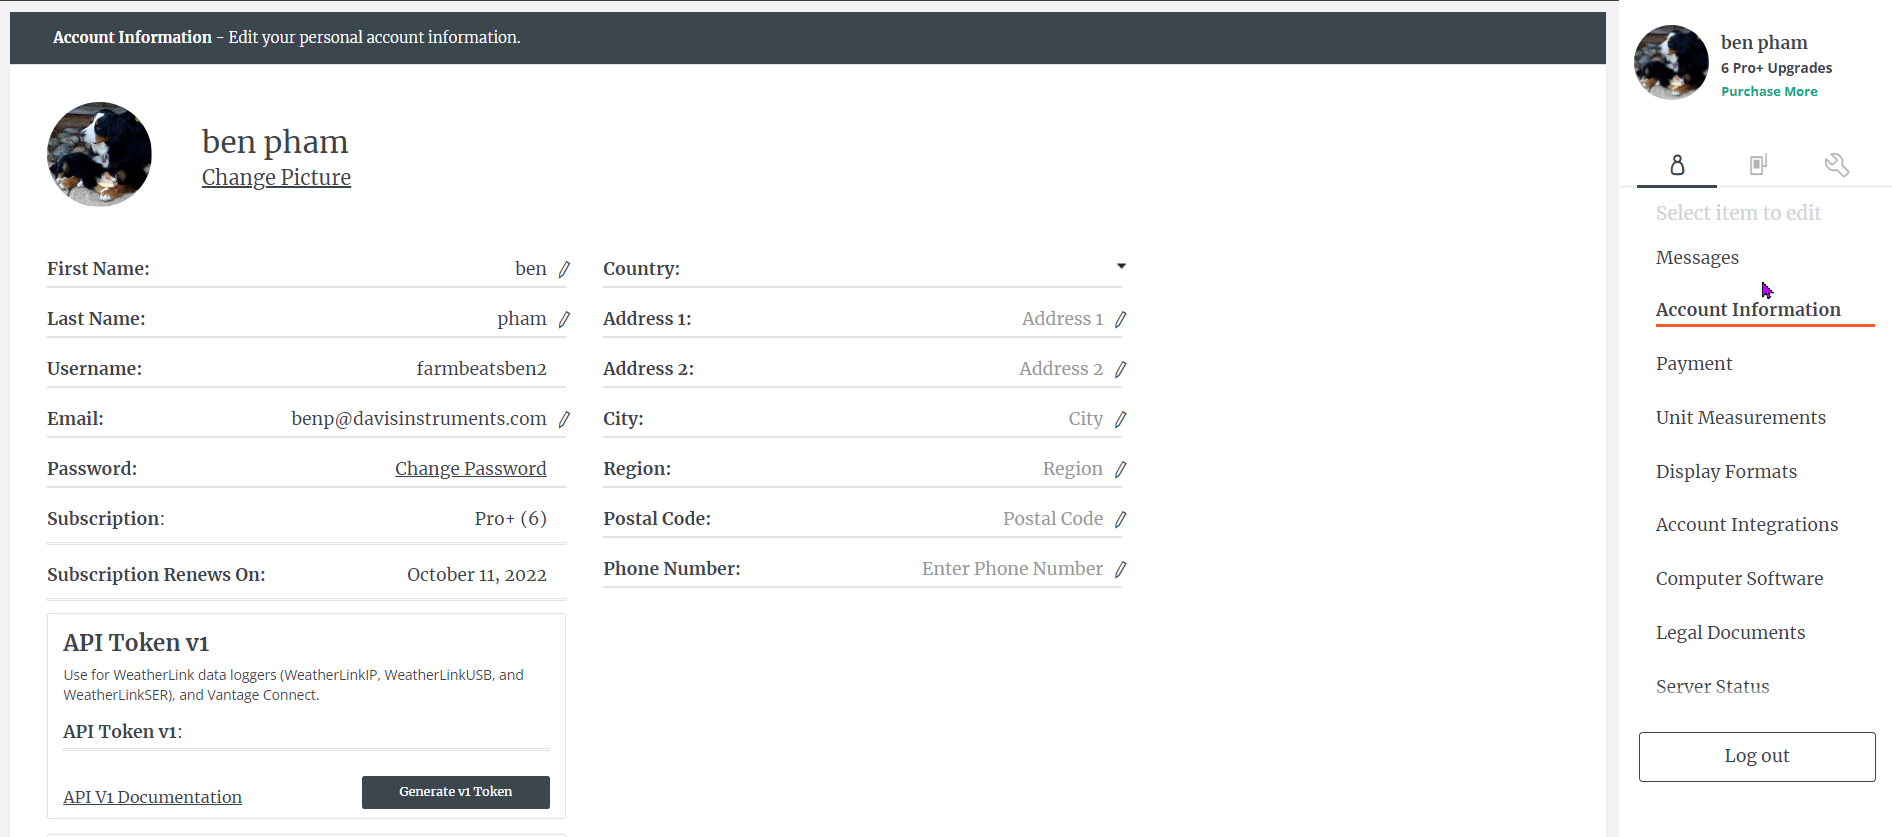 Account Information - Edit your personal account information.
ben pham
Change Picture
First Name: ben
Last Name: pham
Username: farmbeatsben2
Email: benp@davisinstruments.com
Password: Change Password
Subscription: Pro+ (6)
Subscription Renews On: October 11, 2022
API Token v1
Use for WeatherLink data loggers (WeatherLinkIP, WeatherLinkUSB, and
WeatherLinkSER), and Vantage Connect.
API Token v1:
API V1 Documentation
Generate v1 Token
Country:
Address 1: Address 1
Address 2: Address 2
City: City
Region: Region
Postal Code: Postal Code
Phone Number: Enter Phone Number
ben pham
6 Pro+ Upgrades
Purchase More
Select item to edit
Messages
Account Information
Payment
Unit Measurements
Display Formats
Account Integrations
Computer Software
Legal Documents
Server Status
Log out